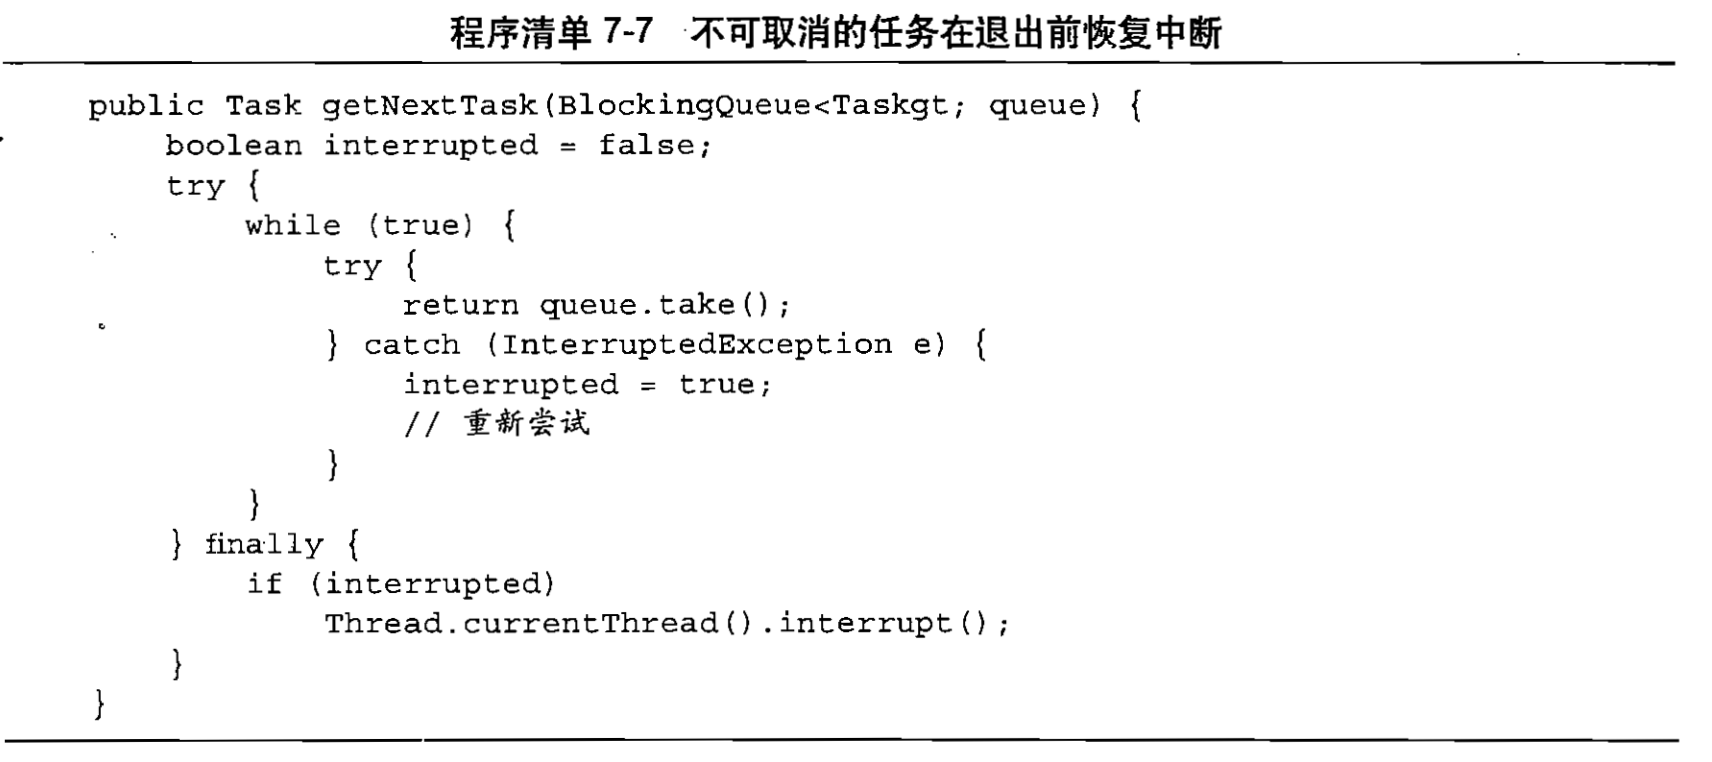 程序清单 7-7 不可取消的任务在退出前恢复中断
public Task getNextTask(BlockingQueue<Taskgt; queue) {
    boolean interrupted = false;
    try {
        while (true) {
            try {
                return queue.take();
            } catch (InterruptedException e) {
                interrupted = true;
                // 重新尝试
            }
        }
    } finally {
        if (interrupted)
            Thread.currentThread().interrupt();
    }
}